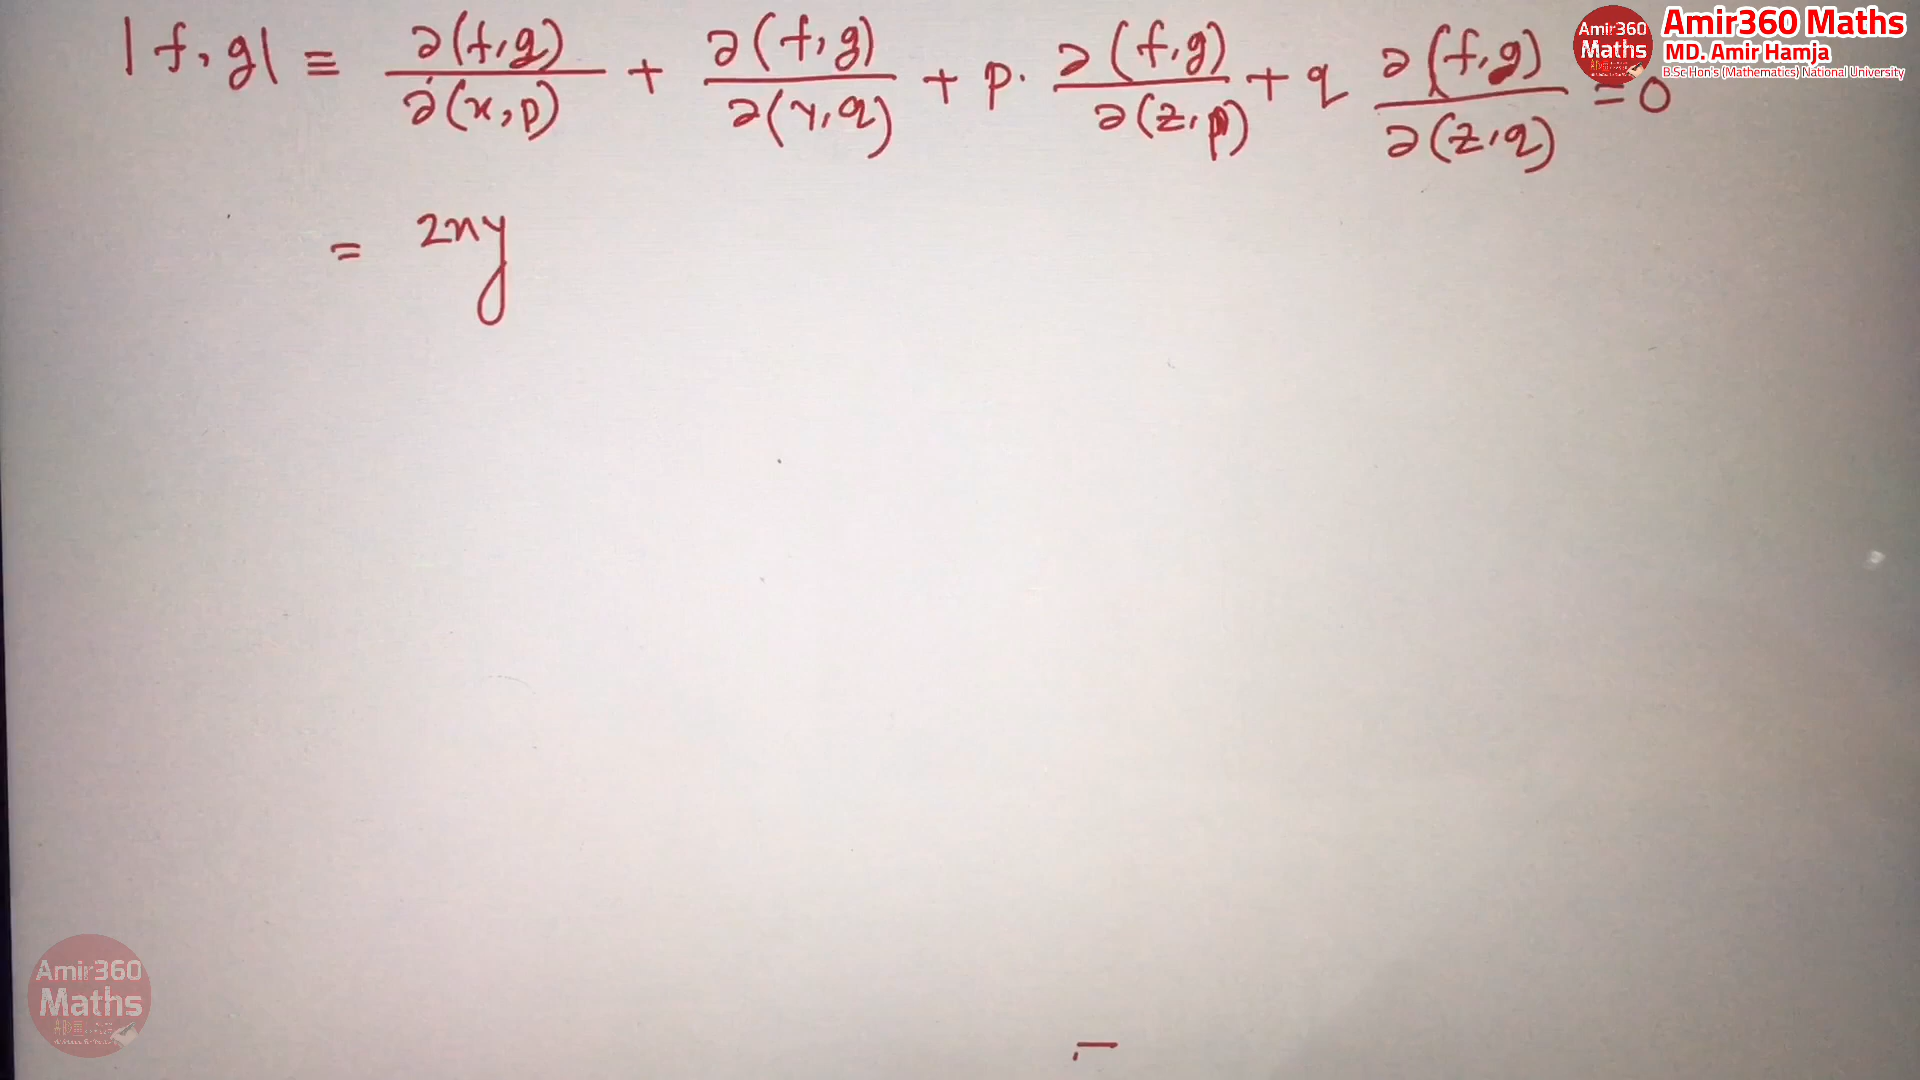 |f,g| ≡ ∂(f,g)/∂(x,p) + ∂(f,g)/∂(y,q) + p. ∂(f,g)/∂(z,p) + q ∂(f,g)/∂(z,q) = 0
= 2xy
Amir360 Maths
Amir360 Maths
MD. Amir Hamja
B.Sc Hon's (Mathematics) National University
Amir360
Maths